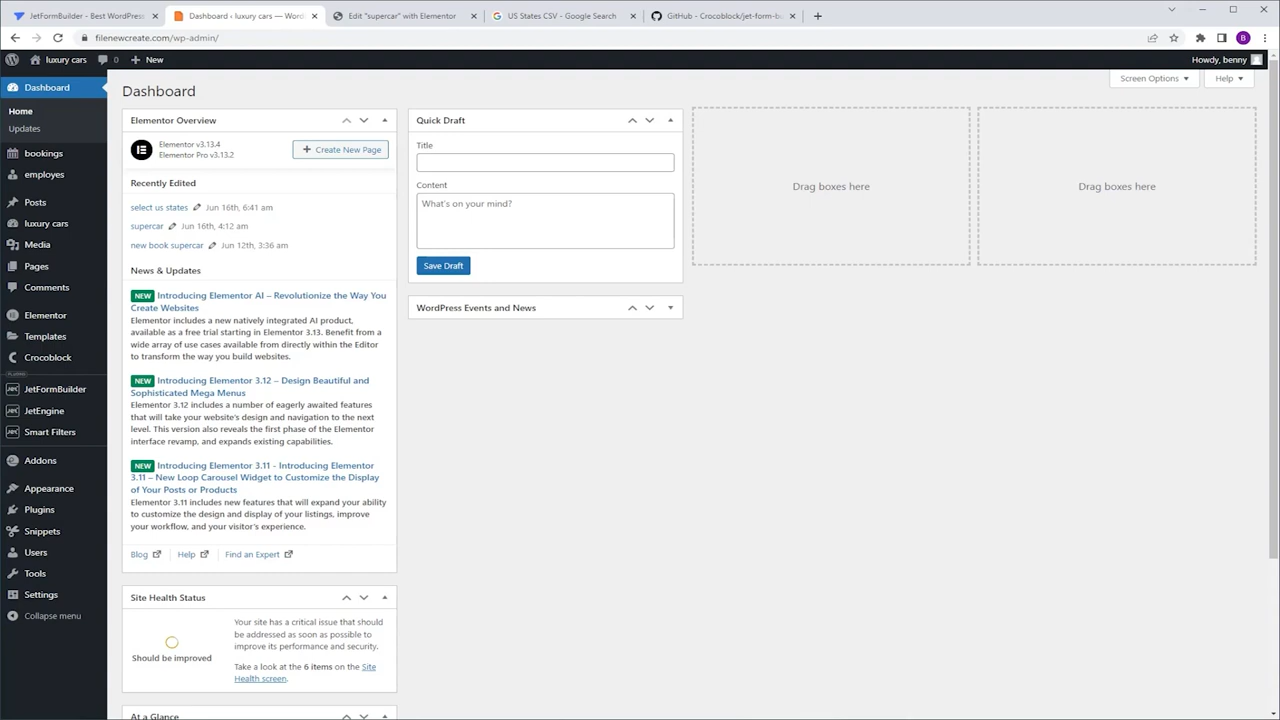 JetFormBuilder - Best WordPress
Dashboard ‹ luxury cars — Word
Edit "supercar" with Elementor
US States CSV - Google Search
GitHub - Crocoblock/jet-form-bu
filenewcreate.com/wp-admin/
B
luxury cars
0
New
Howdy, benny
Dashboard
Home
Updates
bookings
employes
Posts
luxury cars
Media
Pages
Comments
Elementor
Templates
Crocoblock
JetFormBuilder
JetEngine
Smart Filters
Addons
Appearance
Plugins
Snippets
Users
Tools
Settings
Collapse menu
Dashboard
Screen Options
Help
Elementor Overview
Elementor v3.13.4
Elementor Pro v3.13.2
Create New Page
Recently Edited
select us states Jun 16th, 6:41 am
supercar Jun 16th, 4:12 am
new book supercar Jun 12th, 3:36 am
News & Updates
NEW Introducing Elementor AI – Revolutionize the Way You
Create Websites
Elementor includes a new natively integrated AI product,
available as a free trial starting in Elementor 3.13. Benefit from a
wide array of use cases available from directly within the Editor
to transform the way you build websites.
NEW Introducing Elementor 3.12 – Design Beautiful and
Sophisticated Mega Menus
Elementor 3.12 includes a number of eagerly awaited features
that will take your website's design and navigation to the next
level. This version also reveals the first phase of the Elementor
interface revamp, and expands existing capabilities.
NEW Introducing Elementor 3.11 - Introducing Elementor
3.11 – New Loop Carousel Widget to Customize the Display
of Your Posts or Products
Elementor 3.11 includes new features that will expand your ability
to customize the design and display of your listings, improve
your workflow, and your visitor's experience.
Blog
Help
Find an Expert
Site Health Status
Should be improved
Your site has a critical issue that should
be addressed as soon as possible to
improve its performance and security.
Take a look at the 6 items on the Site
Health screen.
At a Glance
Quick Draft
Title
Content
What's on your mind?
Save Draft
WordPress Events and News
Drag boxes here
Drag boxes here